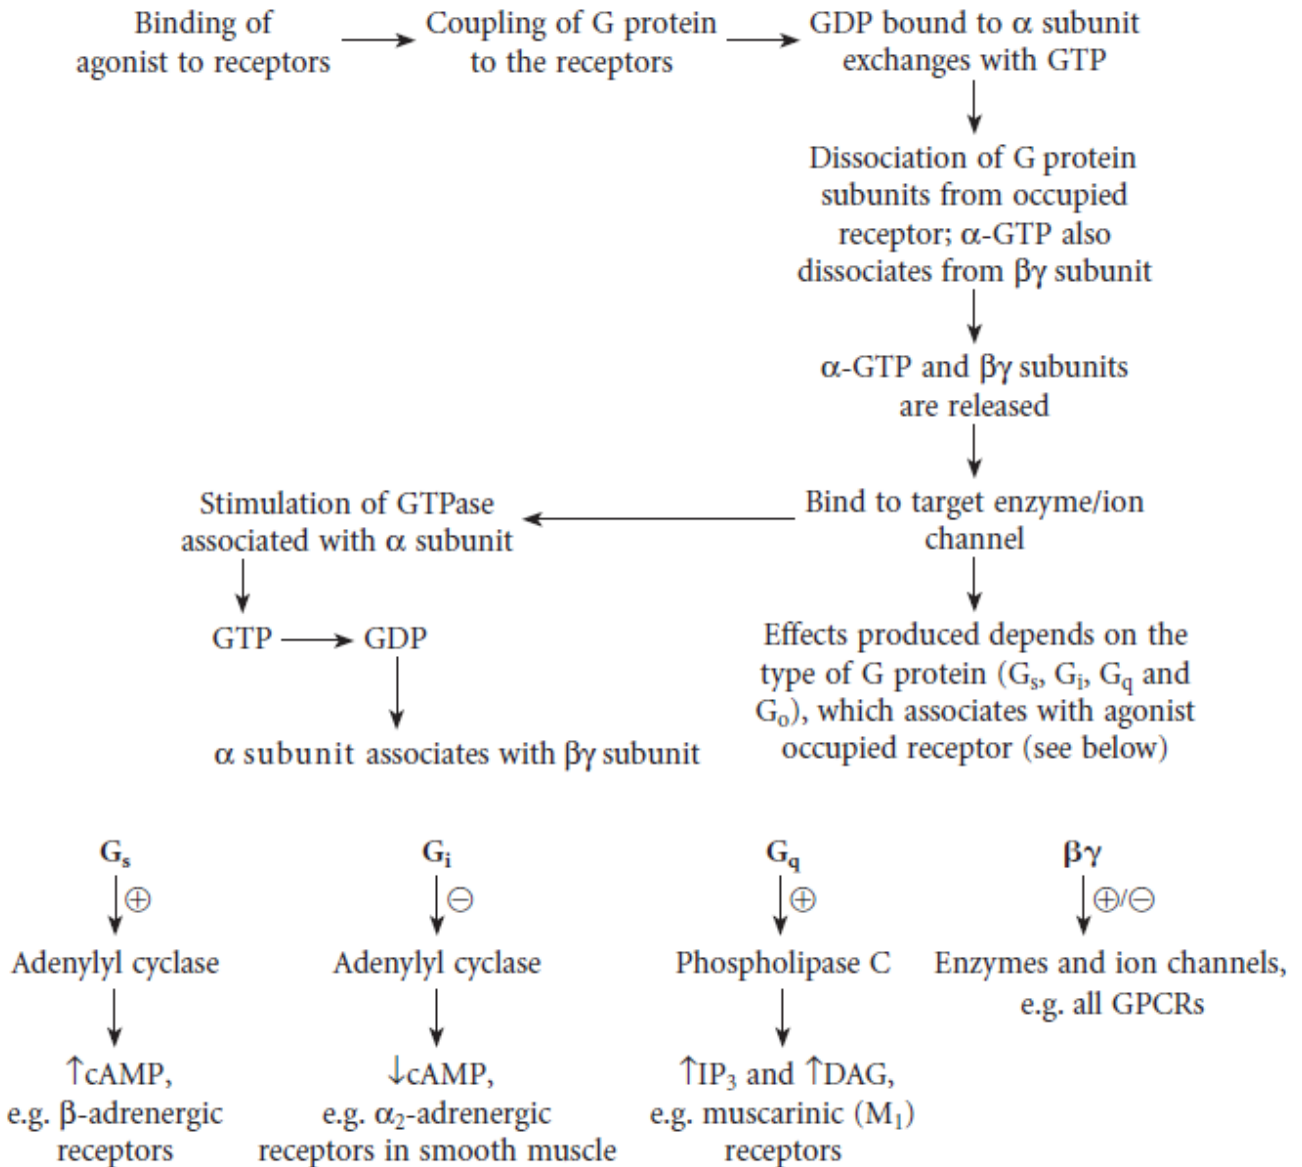 Binding of
agonist to receptors
Coupling of G protein
to the receptors
GDP bound to α subunit
exchanges with GTP
Dissociation of G protein
subunits from occupied
receptor; α-GTP also
dissociates from βγ subunit
α-GTP and βγ subunits
are released
Bind to target enzyme/ion
channel
Stimulation of GTPase
associated with α subunit
GTP
GDP
α subunit associates with βγ subunit
Effects produced depends on the
type of G protein (Gₛ, Gᵢ, G_q and
Gₒ), which associates with agonist
occupied receptor (see below)
Gₛ
⊕
Adenylyl cyclase
↑cAMP,
e.g. β-adrenergic
receptors
Gᵢ
⊖
Adenylyl cyclase
↓cAMP,
e.g. α₂-adrenergic
receptors in smooth muscle
G_q
⊕
Phospholipase C
↑IP₃ and ↑DAG,
e.g. muscarinic (M₁)
receptors
βγ
⊕/⊖
Enzymes and ion channels,
e.g. all GPCRs